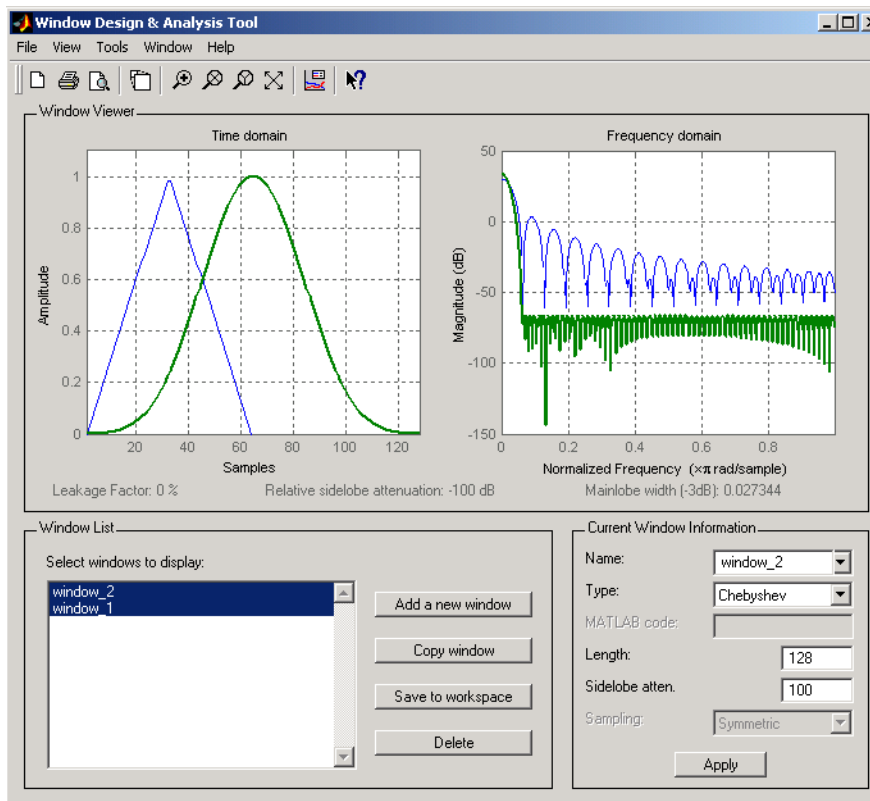 Window Design & Analysis Tool
File View Tools Window Help
Window Viewer
Time domain
Frequency domain
1
0.8
0.6
0.4
0.2
0
Amplitude
20 40 60 80 100 120
Samples
50
0
-50
-100
-150
Magnitude (dB)
0 0.2 0.4 0.6 0.8
Normalized Frequency (×π rad/sample)
Leakage Factor: 0 %
Relative sidelobe attenuation: -100 dB
Mainlobe width (-3dB): 0.027344
Window List
Select windows to display:
window_2
window_1
Add a new window
Copy window
Save to workspace
Delete
Current Window Information
Name: window_2
Type: Chebyshev
MATLAB code:
Length: 128
Sidelobe atten. 100
Sampling: Symmetric
Apply